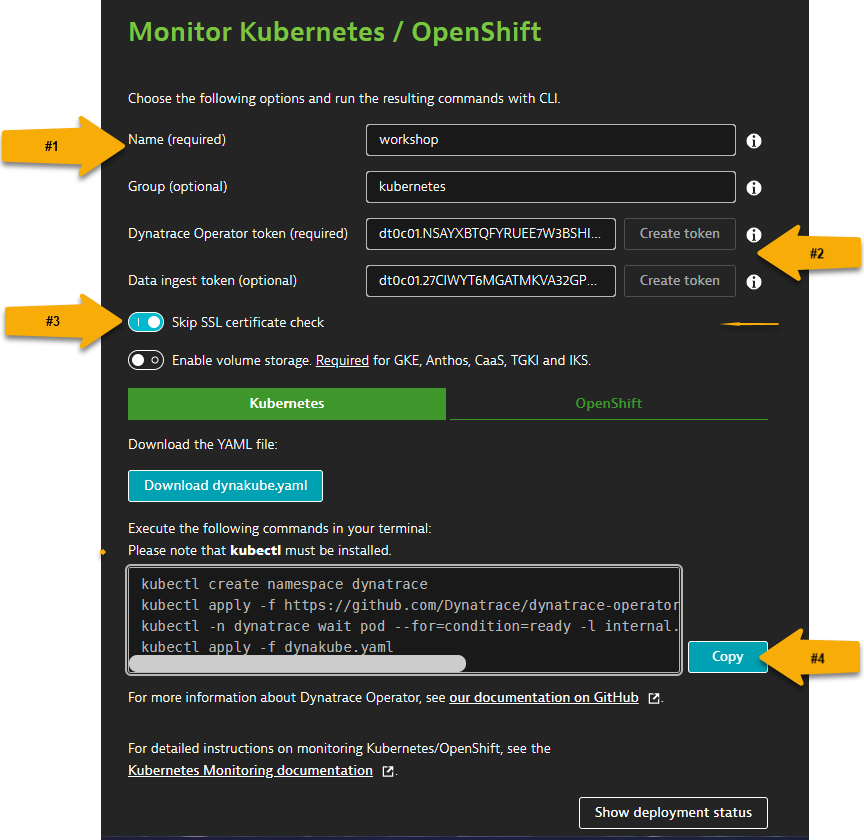 Monitor Kubernetes / OpenShift
Choose the following options and run the resulting commands with CLI.
#1
Name (required)
workshop
Group (optional)
kubernetes
Dynatrace Operator token (required)
dt0c01.NSAYXBTQFYRUEE7W3BSHI...
Create token
#2
Data ingest token (optional)
dt0c01.27CIWYT6MGATMKVA32GP...
Create token
#3
Skip SSL certificate check
Enable volume storage. Required for GKE, Anthos, CaaS, TGKI and IKS.
Kubernetes
OpenShift
Download the YAML file:
Download dynakube.yaml
Execute the following commands in your terminal:
Please note that kubectl must be installed.
kubectl create namespace dynatrace
kubectl apply -f https://github.com/Dynatrace/dynatrace-operator
kubectl -n dynatrace wait pod --for=condition=ready -l internal.
kubectl apply -f dynakube.yaml
Copy
#4
For more information about Dynatrace Operator, see our documentation on GitHub .
For detailed instructions on monitoring Kubernetes/OpenShift, see the
Kubernetes Monitoring documentation .
Show deployment status